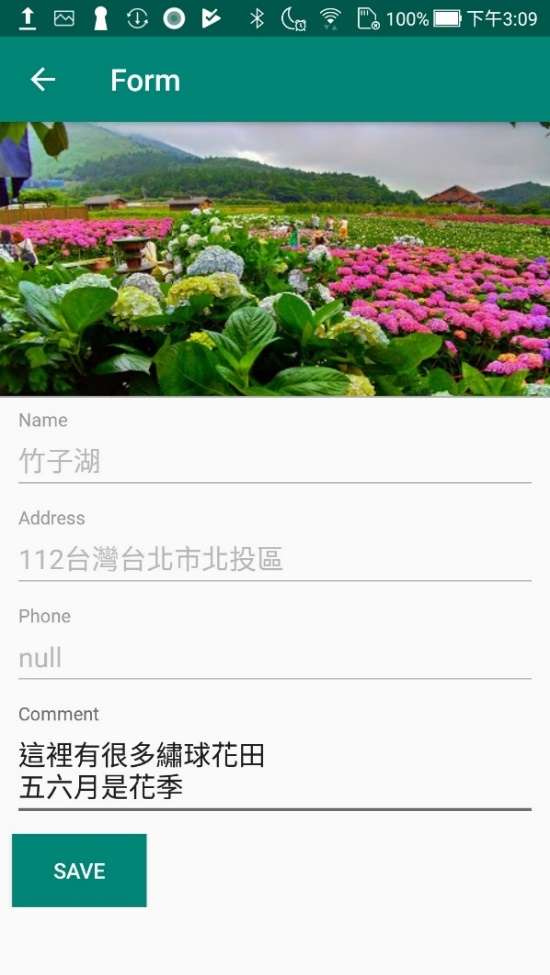 100% 下午3:09
Form
Name
竹子湖
Address
112台灣台北市北投區
Phone
null
Comment
這裡有很多繡球花田
五六月是花季
SAVE